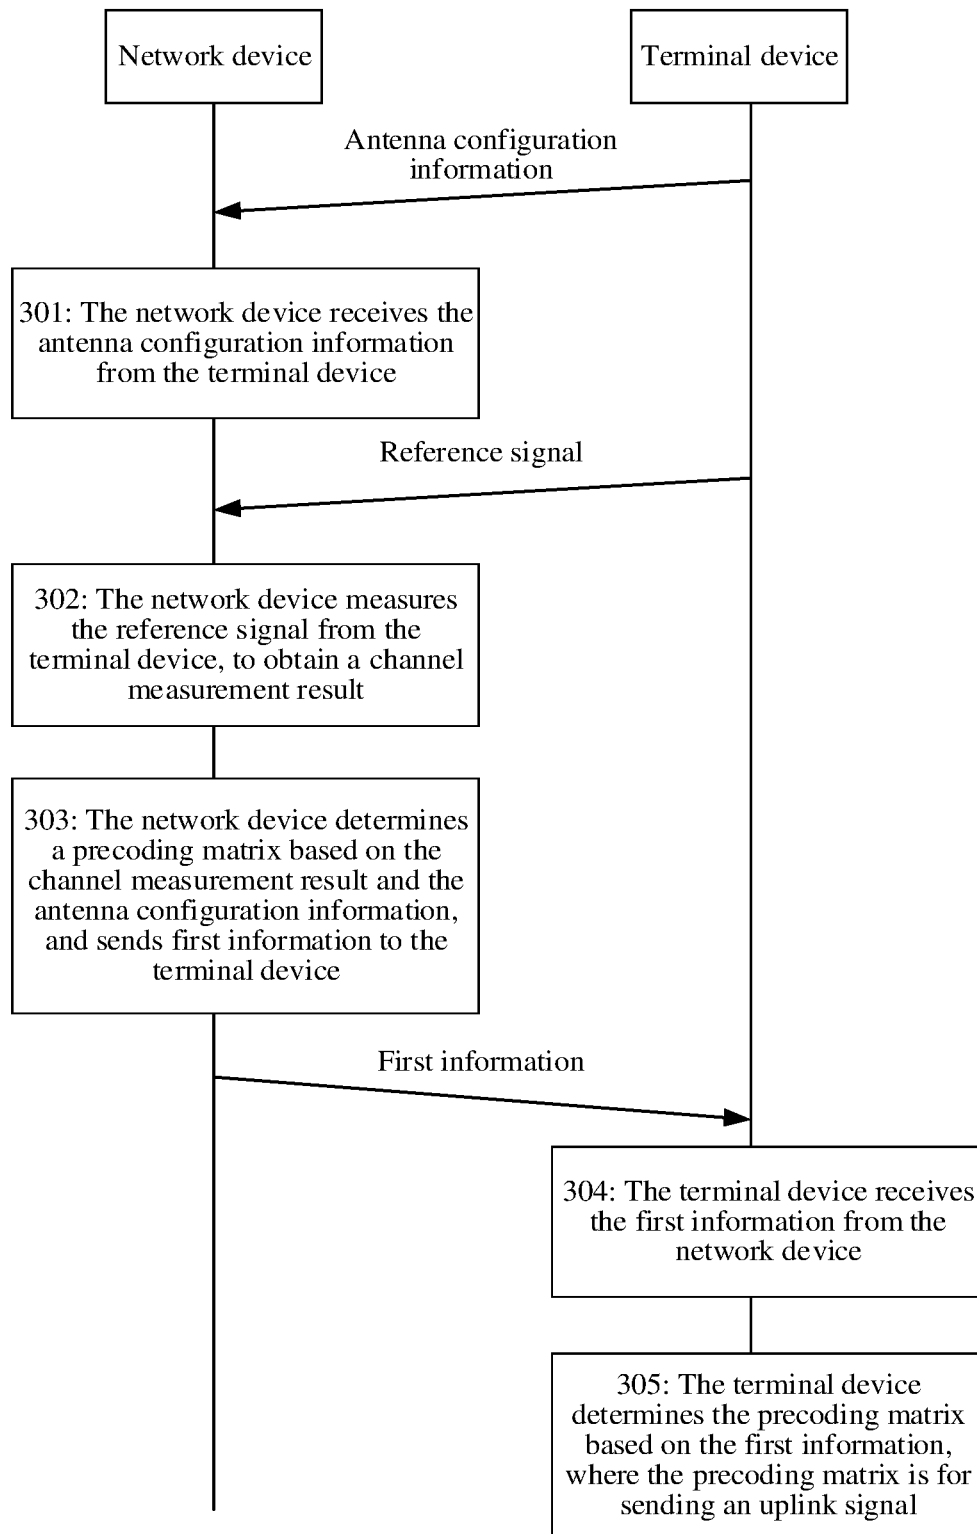 Network device
Terminal device
Antenna configuration
information
301: The network device receives the
antenna configuration information
from the terminal device
Reference signal
302: The network device measures
the reference signal from the
terminal device, to obtain a channel
measurement result
303: The network device determines
a precoding matrix based on the
channel measurement result and the
antenna configuration information,
and sends first information to the
terminal device
First information
304: The terminal device receives
the first information from the
network device
305: The terminal device
determines the precoding matrix
based on the first information,
where the precoding matrix is for
sending an uplink signal